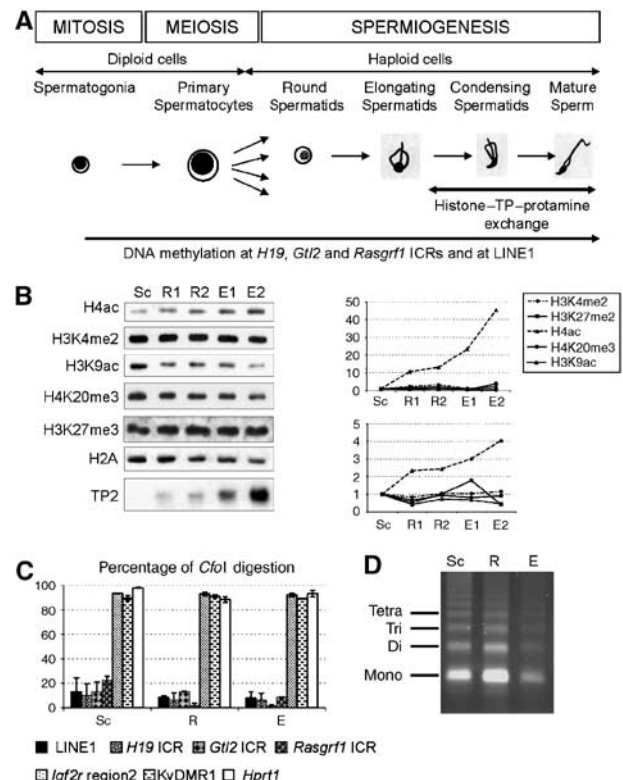 A
MITOSIS MEIOSIS SPERMIOGENESIS
Diploid cells Haploid cells
Spermatogonia Primary Spermatocytes Round Spermatids Elongating Spermatids Condensing Spermatids Mature Sperm
Histone–TP–protamine
exchange
DNA methylation at H19, Gtl2 and Rasgrf1 ICRs and at LINE1
B
Sc R1 R2 E1 E2
H4ac
H3K4me2
H3K9ac
H4K20me3
H3K27me3
H2A
TP2
50
40
30
20
10
0
Sc R1 R2 E1 E2
H3K4me2
H3K27me2
H4ac
H4K20me3
H3K9ac
5
4
3
2
1
0
Sc R1 R2 E1 E2
C
Percentage of CfoI digestion
100
80
60
40
20
0
Sc R E
LINE1 H19 ICR Gtl2 ICR Rasgrf1 ICR
Igf2r region2 KvDMR1 Hprt1
D
Sc R E
Tetra
Tri
Di
Mono